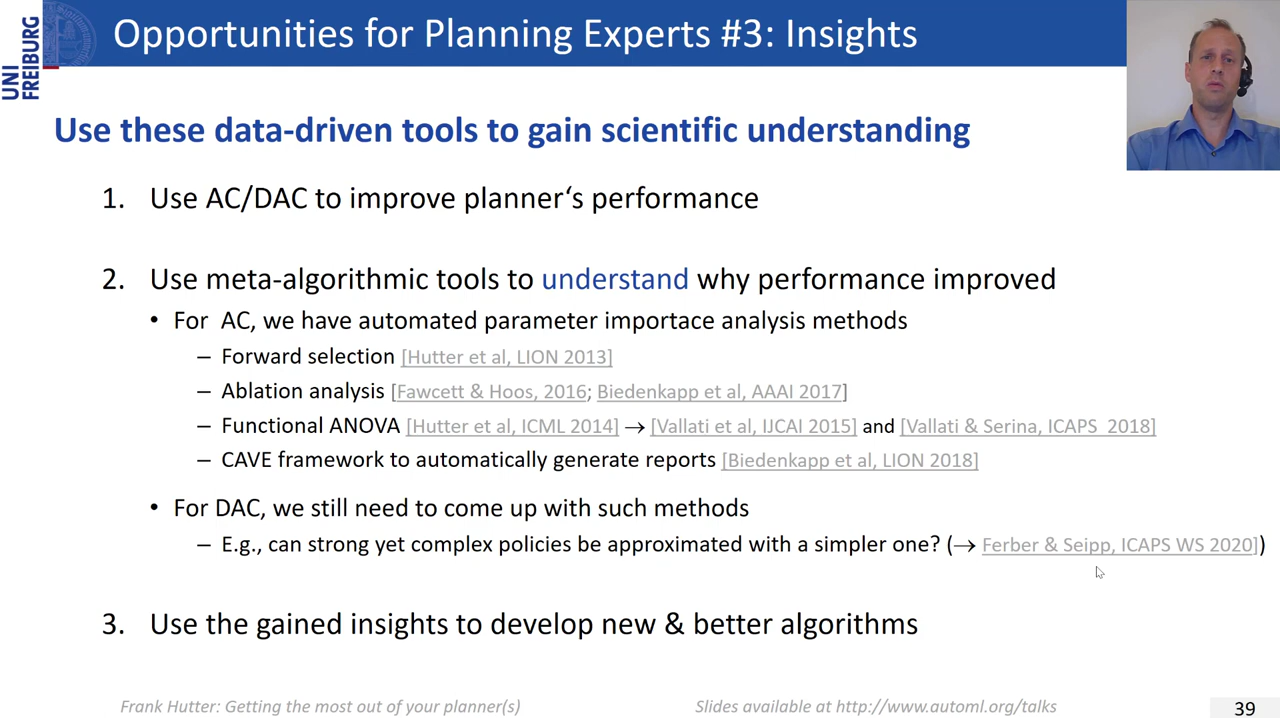 UNI
FREIBURG
Opportunities for Planning Experts #3: Insights
Use these data-driven tools to gain scientific understanding
1. Use AC/DAC to improve planner‘s performance
2. Use meta-algorithmic tools to understand why performance improved
• For AC, we have automated parameter importace analysis methods
– Forward selection [Hutter et al, LION 2013]
– Ablation analysis [Fawcett & Hoos, 2016; Biedenkapp et al, AAAI 2017]
– Functional ANOVA [Hutter et al, ICML 2014] → [Vallati et al, IJCAI 2015] and [Vallati & Serina, ICAPS 2018]
– CAVE framework to automatically generate reports [Biedenkapp et al, LION 2018]
• For DAC, we still need to come up with such methods
– E.g., can strong yet complex policies be approximated with a simpler one? (→ Ferber & Seipp, ICAPS WS 2020])
3. Use the gained insights to develop new & better algorithms
Frank Hutter: Getting the most out of your planner(s)
Slides available at http://www.automl.org/talks
39